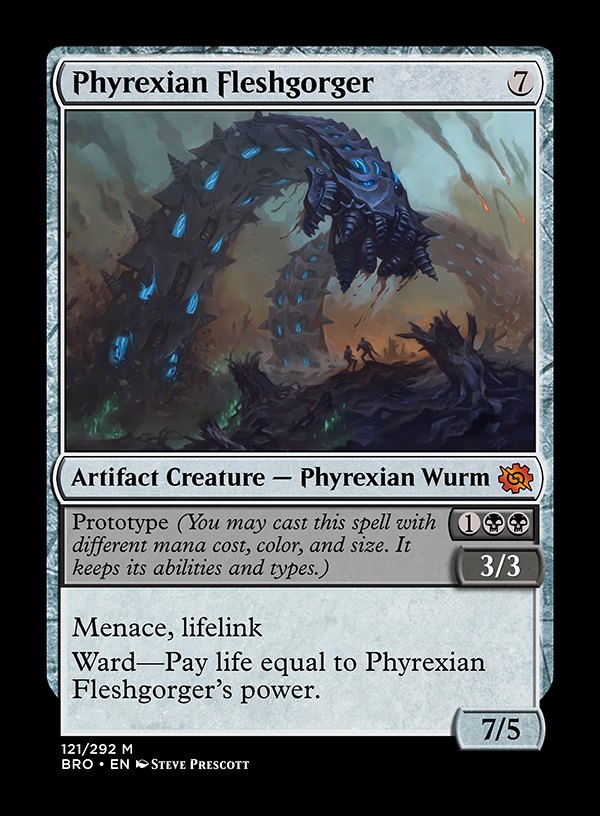 Phyrexian Fleshgorger 7
Artifact Creature — Phyrexian Wurm
Prototype (You may cast this spell with
different mana cost, color, and size. It
keeps its abilities and types.)
1
3/3
Menace, lifelink
Ward—Pay life equal to Phyrexian
Fleshgorger's power.
7/5
121/292 M
BRO • EN Steve Prescott